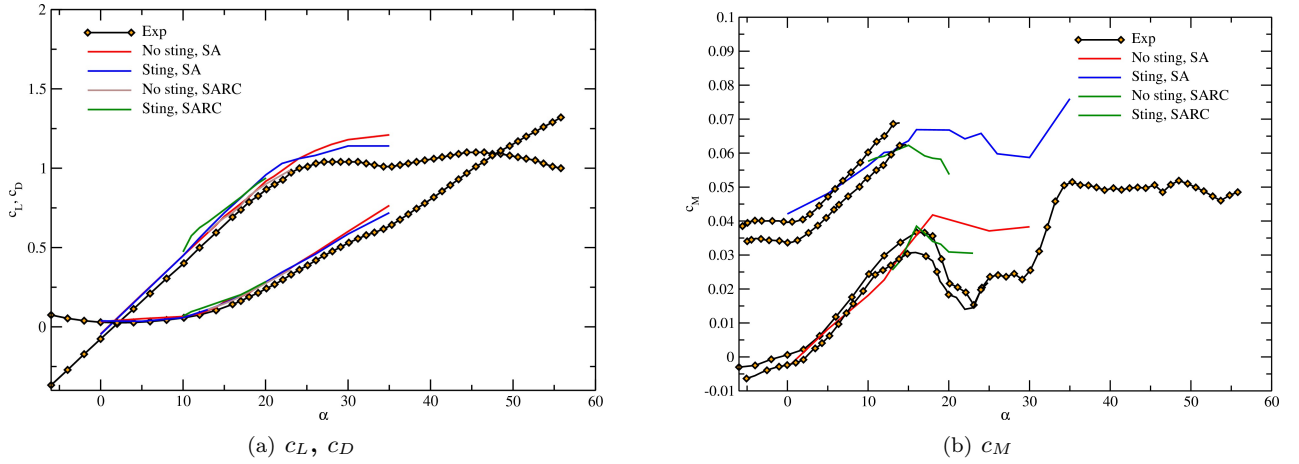 2
1.5
1
0.5
0
c_L, c_D
Exp
No sting, SA
Sting, SA
No sting, SARC
Sting, SARC
0 10 20 30 40 50 60
α
(a) c_L, c_D
0.1
0.09
0.08
0.07
0.06
0.05
0.04
0.03
0.02
0.01
0
-0.01
c_M
Exp
No sting, SA
Sting, SA
No sting, SARC
Sting, SARC
0 10 20 30 40 50 60
α
(b) c_M